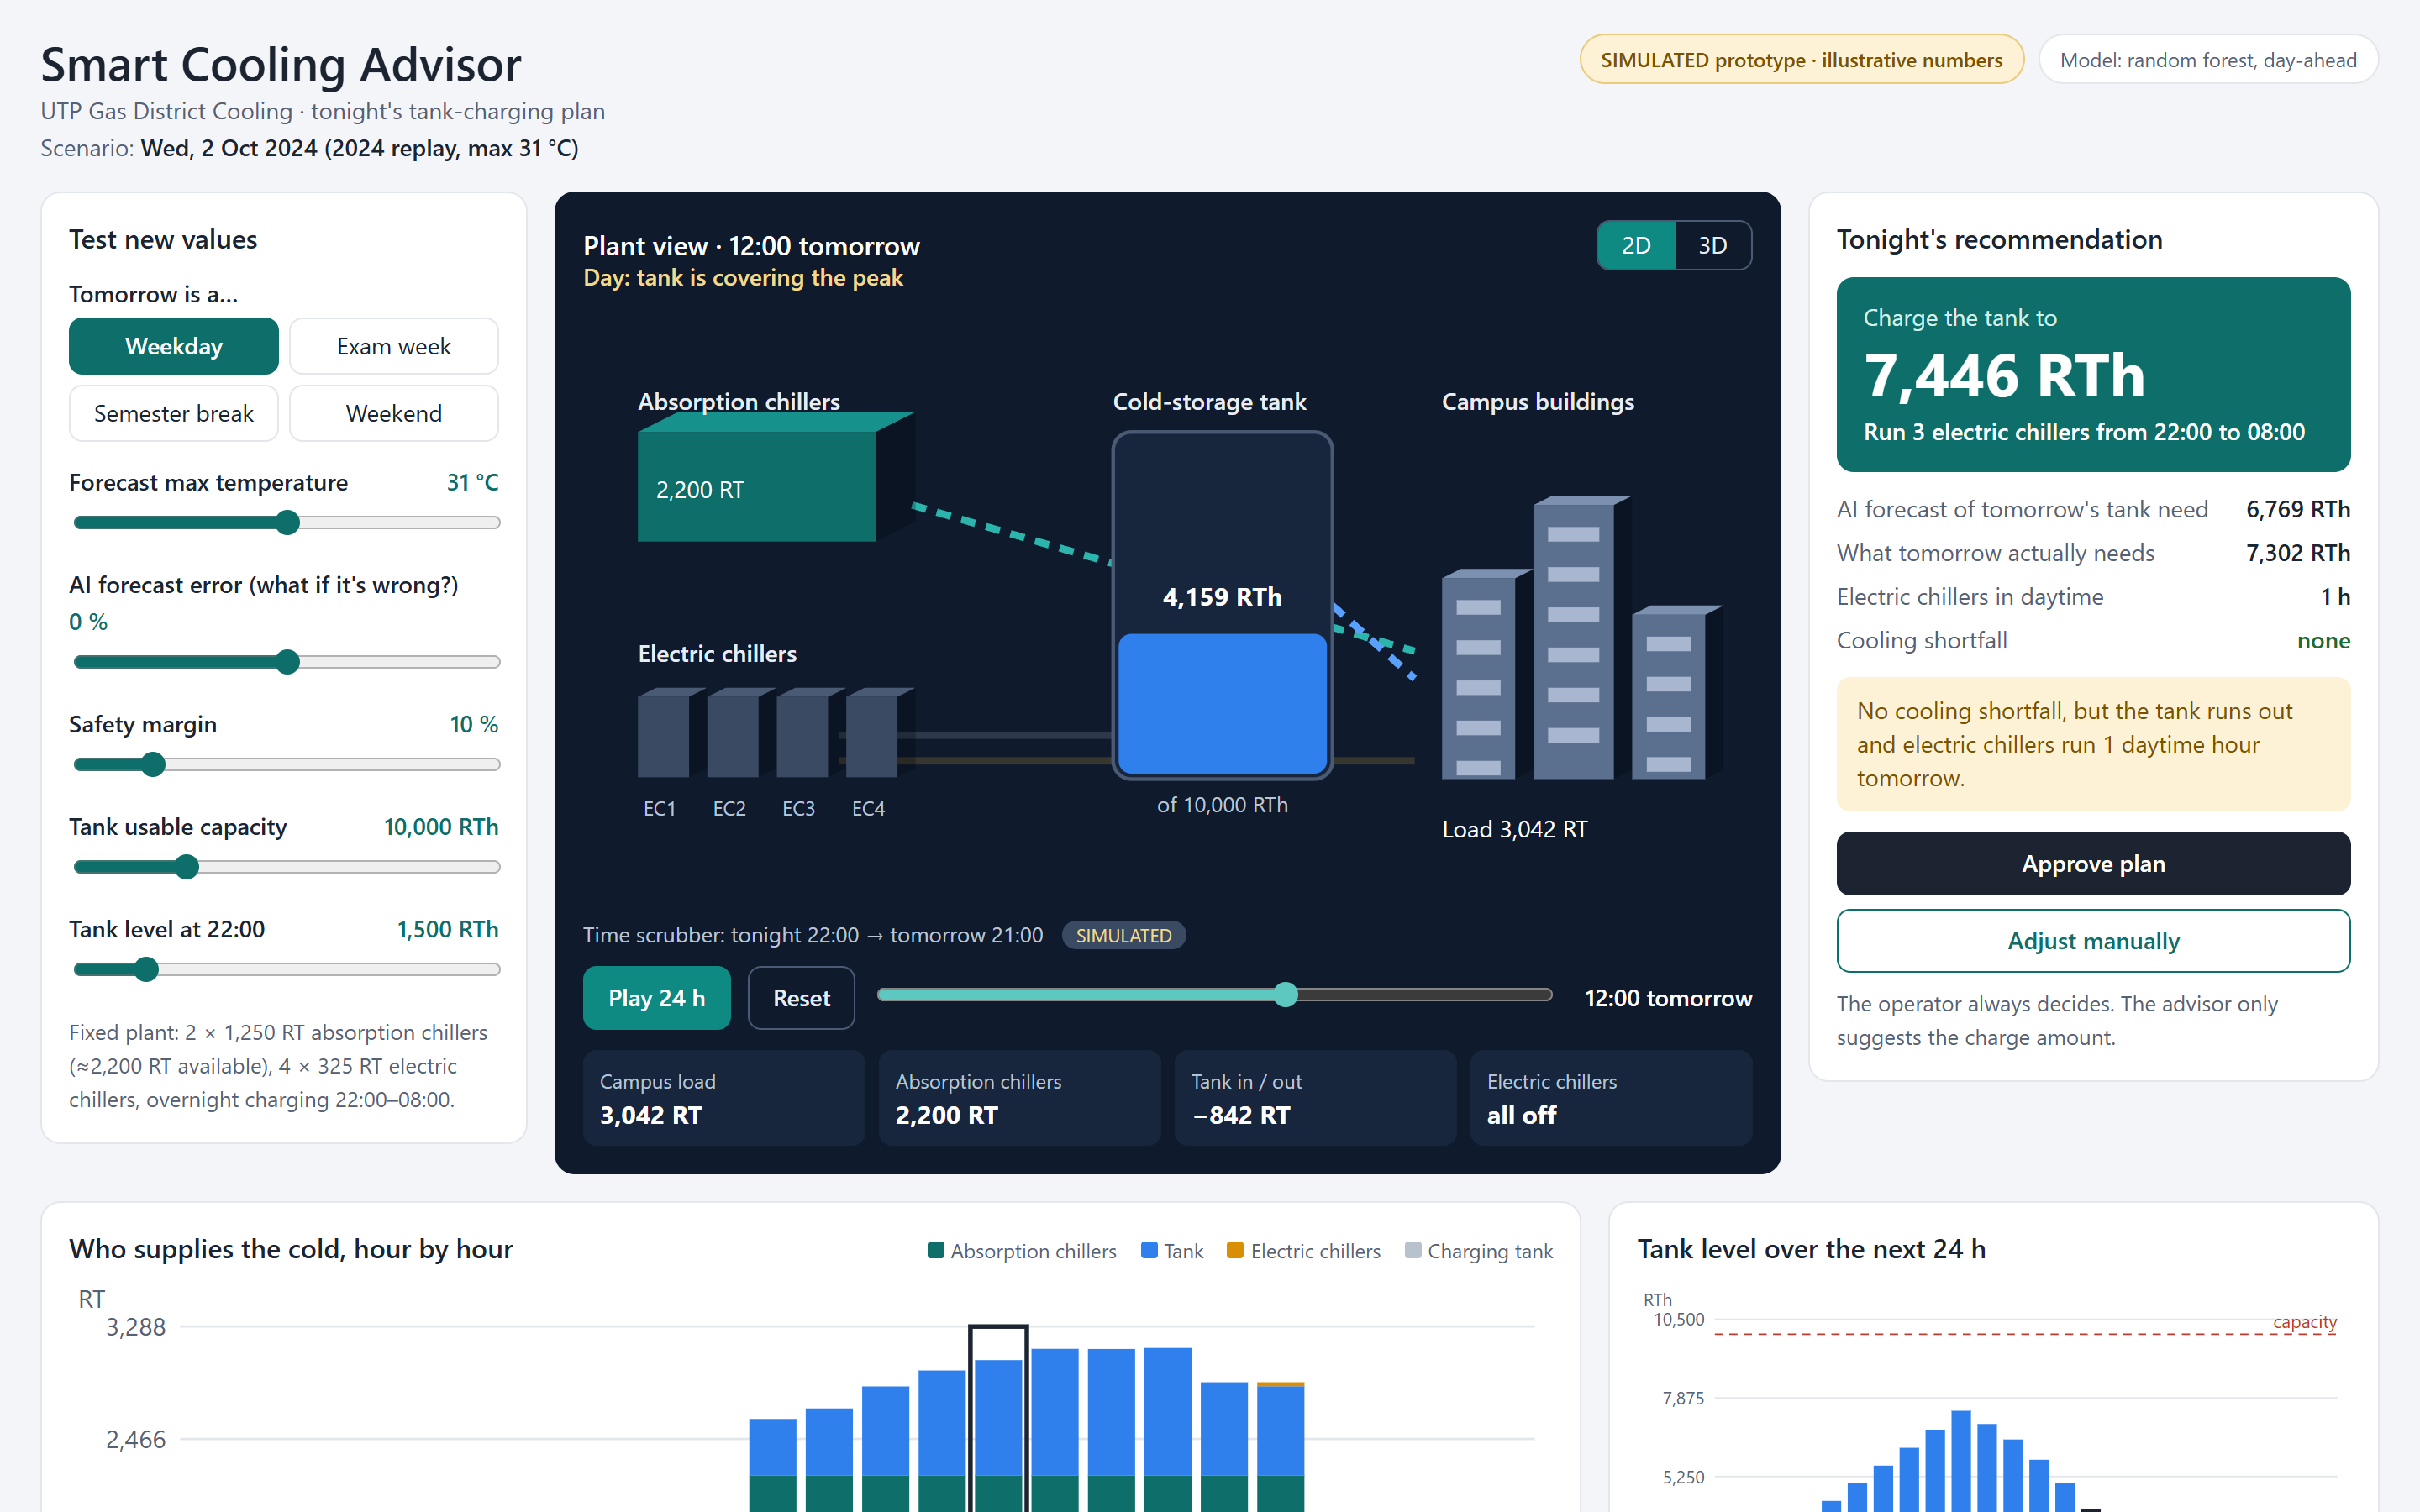 Smart Cooling Advisor
UTP Gas District Cooling · tonight's tank-charging plan
Scenario: Wed, 2 Oct 2024 (2024 replay, max 31 °C)
SIMULATED prototype · illustrative numbers
Model: random forest, day-ahead
Test new values
Tomorrow is a...
Weekday
Exam week
Semester break
Weekend
Forecast max temperature
31 °C
AI forecast error (what if it's wrong?)
0 %
Safety margin
10 %
Tank usable capacity
10,000 RTh
Tank level at 22:00
1,500 RTh
Fixed plant: 2 × 1,250 RT absorption chillers
(≈2,200 RT available), 4 × 325 RT electric
chillers, overnight charging 22:00–08:00.
Plant view · 12:00 tomorrow
Day: tank is covering the peak
2D
3D
Absorption chillers
2,200 RT
Cold-storage tank
4,159 RTh
of 10,000 RTh
Campus buildings
Load 3,042 RT
Electric chillers
EC1
EC2
EC3
EC4
Time scrubber: tonight 22:00 → tomorrow 21:00
SIMULATED
Play 24 h
Reset
12:00 tomorrow
Campus load
3,042 RT
Absorption chillers
2,200 RT
Tank in / out
−842 RT
Electric chillers
all off
Tonight's recommendation
Charge the tank to
7,446 RTh
Run 3 electric chillers from 22:00 to 08:00
AI forecast of tomorrow's tank need
6,769 RTh
What tomorrow actually needs
7,302 RTh
Electric chillers in daytime
1 h
Cooling shortfall
none
No cooling shortfall, but the tank runs out
and electric chillers run 1 daytime hour
tomorrow.
Approve plan
Adjust manually
The operator always decides. The advisor only
suggests the charge amount.
Who supplies the cold, hour by hour
Absorption chillers
Tank
Electric chillers
Charging tank
RT
3,288
2,466
Tank level over the next 24 h
RTh
10,500
capacity
7,875
5,250